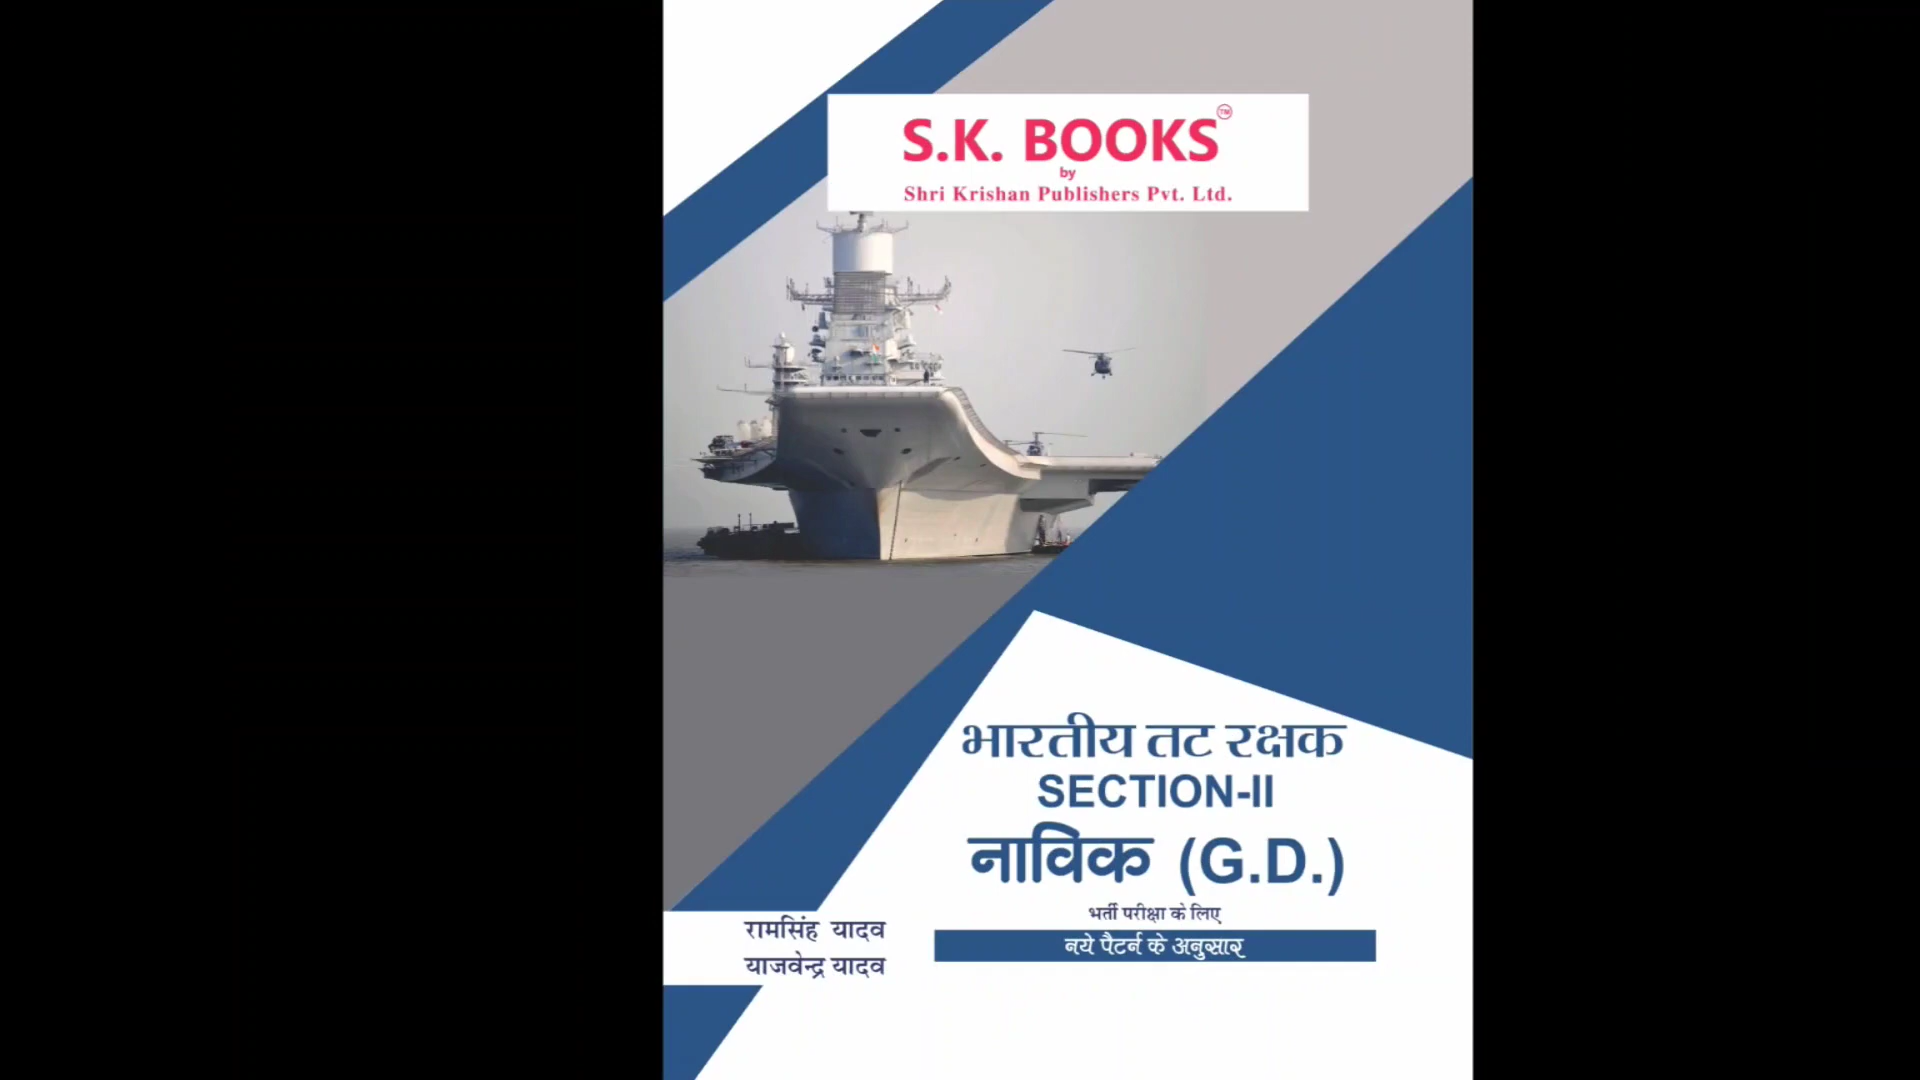 S.K. BOOKS™
by
Shri Krishan Publishers Pvt. Ltd.
भारतीय तट रक्षक
SECTION-II
नाविक (G.D.)
भर्ती परीक्षा के लिए
नये पैटर्न के अनुसार
रामसिंह यादव
याजवेन्द्र यादव